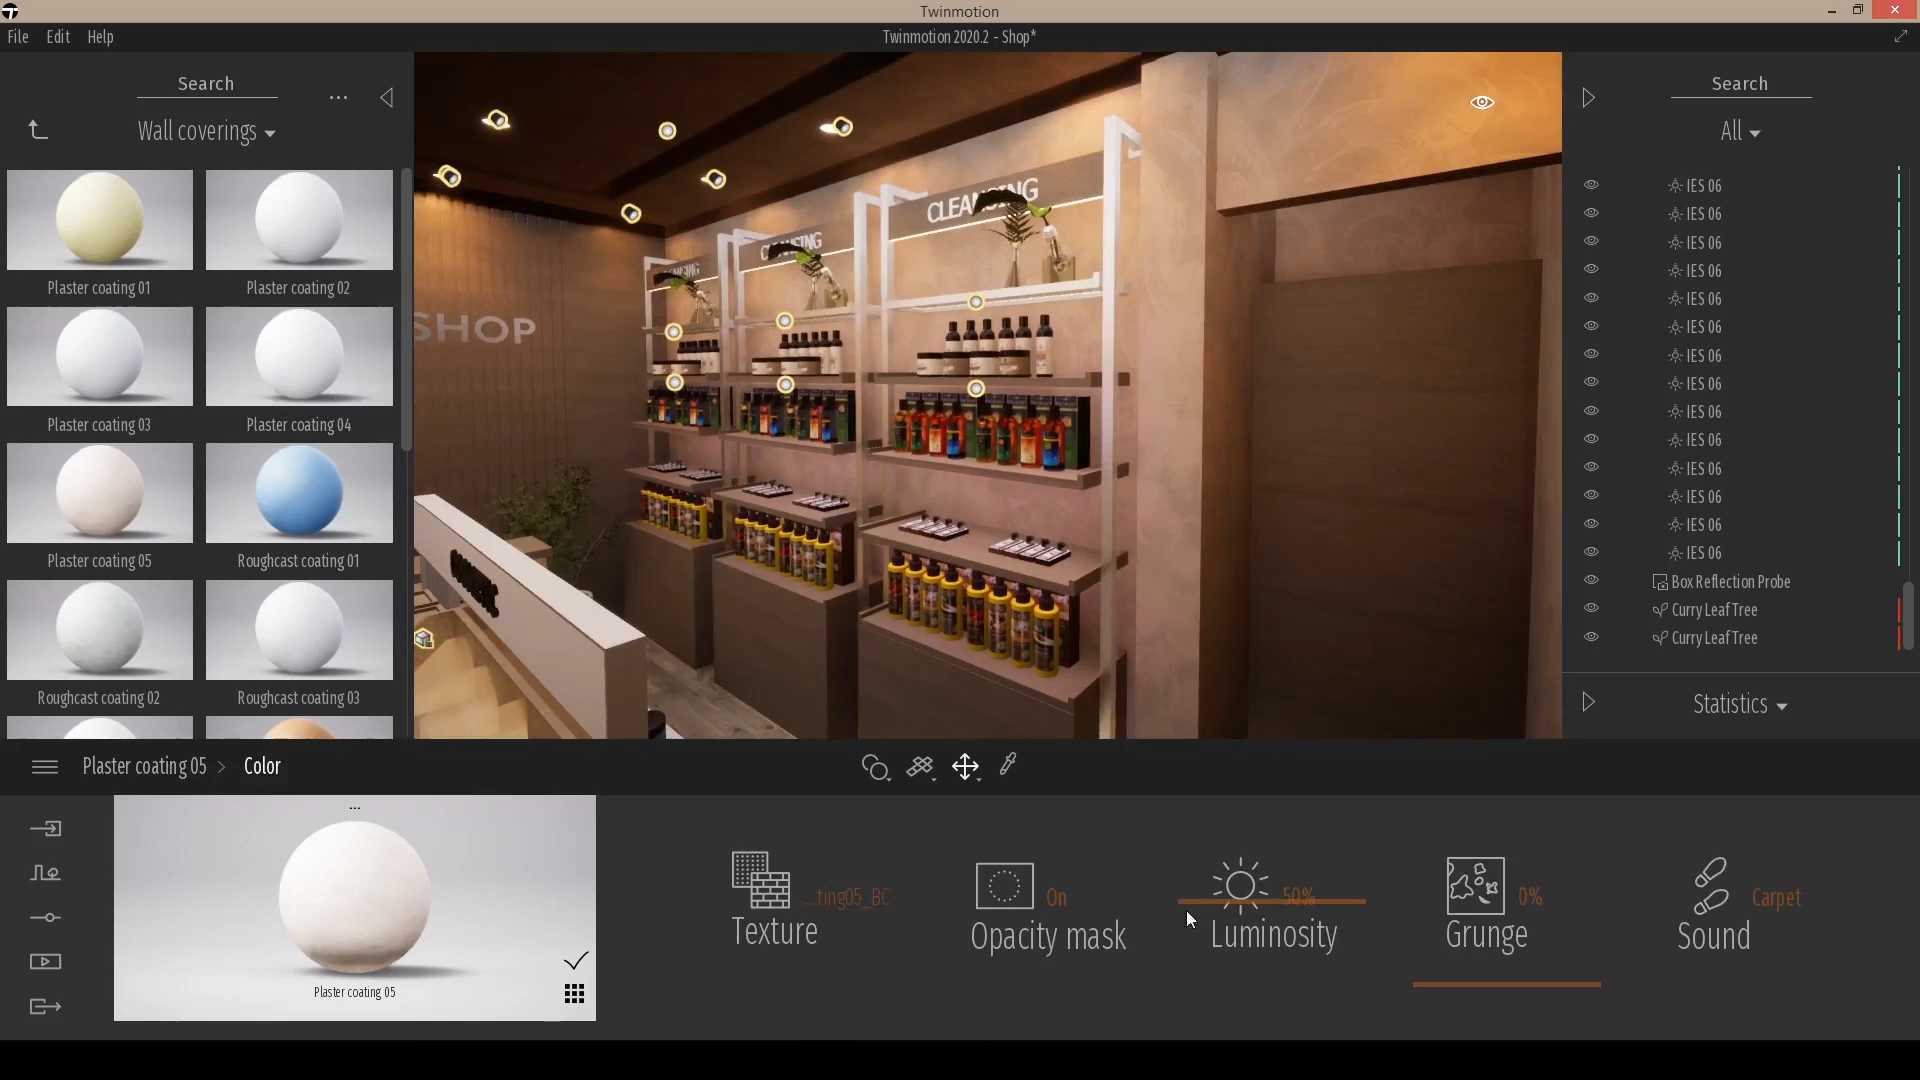 Twinmotion
File Edit Help
Twinmotion 2020.2 - Shop*
Search
...
Wall coverings
Plaster coating 01
Plaster coating 02
Plaster coating 03
Plaster coating 04
Plaster coating 05
Roughcast coating 01
Roughcast coating 02
Roughcast coating 03
SHOP
CLEANSING
CLEANSING
Search
All
IES 06
IES 06
IES 06
IES 06
IES 06
IES 06
IES 06
IES 06
IES 06
IES 06
IES 06
IES 06
IES 06
IES 06
Box Reflection Probe
Curry Leaf Tree
Curry Leaf Tree
Statistics
Plaster coating 05 > Color
...
Plaster coating 05
...ting05_BC
Texture
On
Opacity mask
50%
Luminosity
0%
Grunge
Carpet
Sound